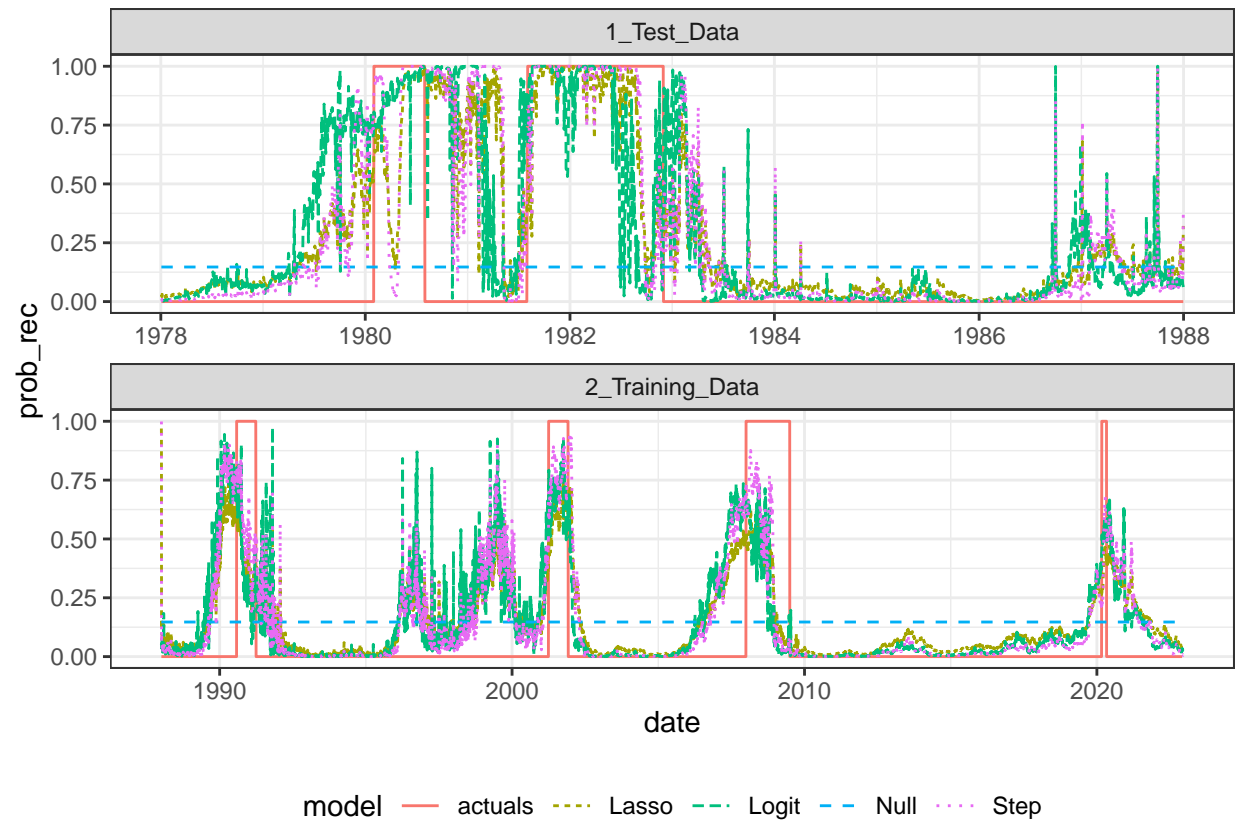 1_Test_Data
1.00
0.75
0.50
0.25
0.00
1978 1980 1982 1984 1986 1988
prob_rec
2_Training_Data
1.00
0.75
0.50
0.25
0.00
1990 2000 2010 2020
date
model actuals Lasso Logit Null Step